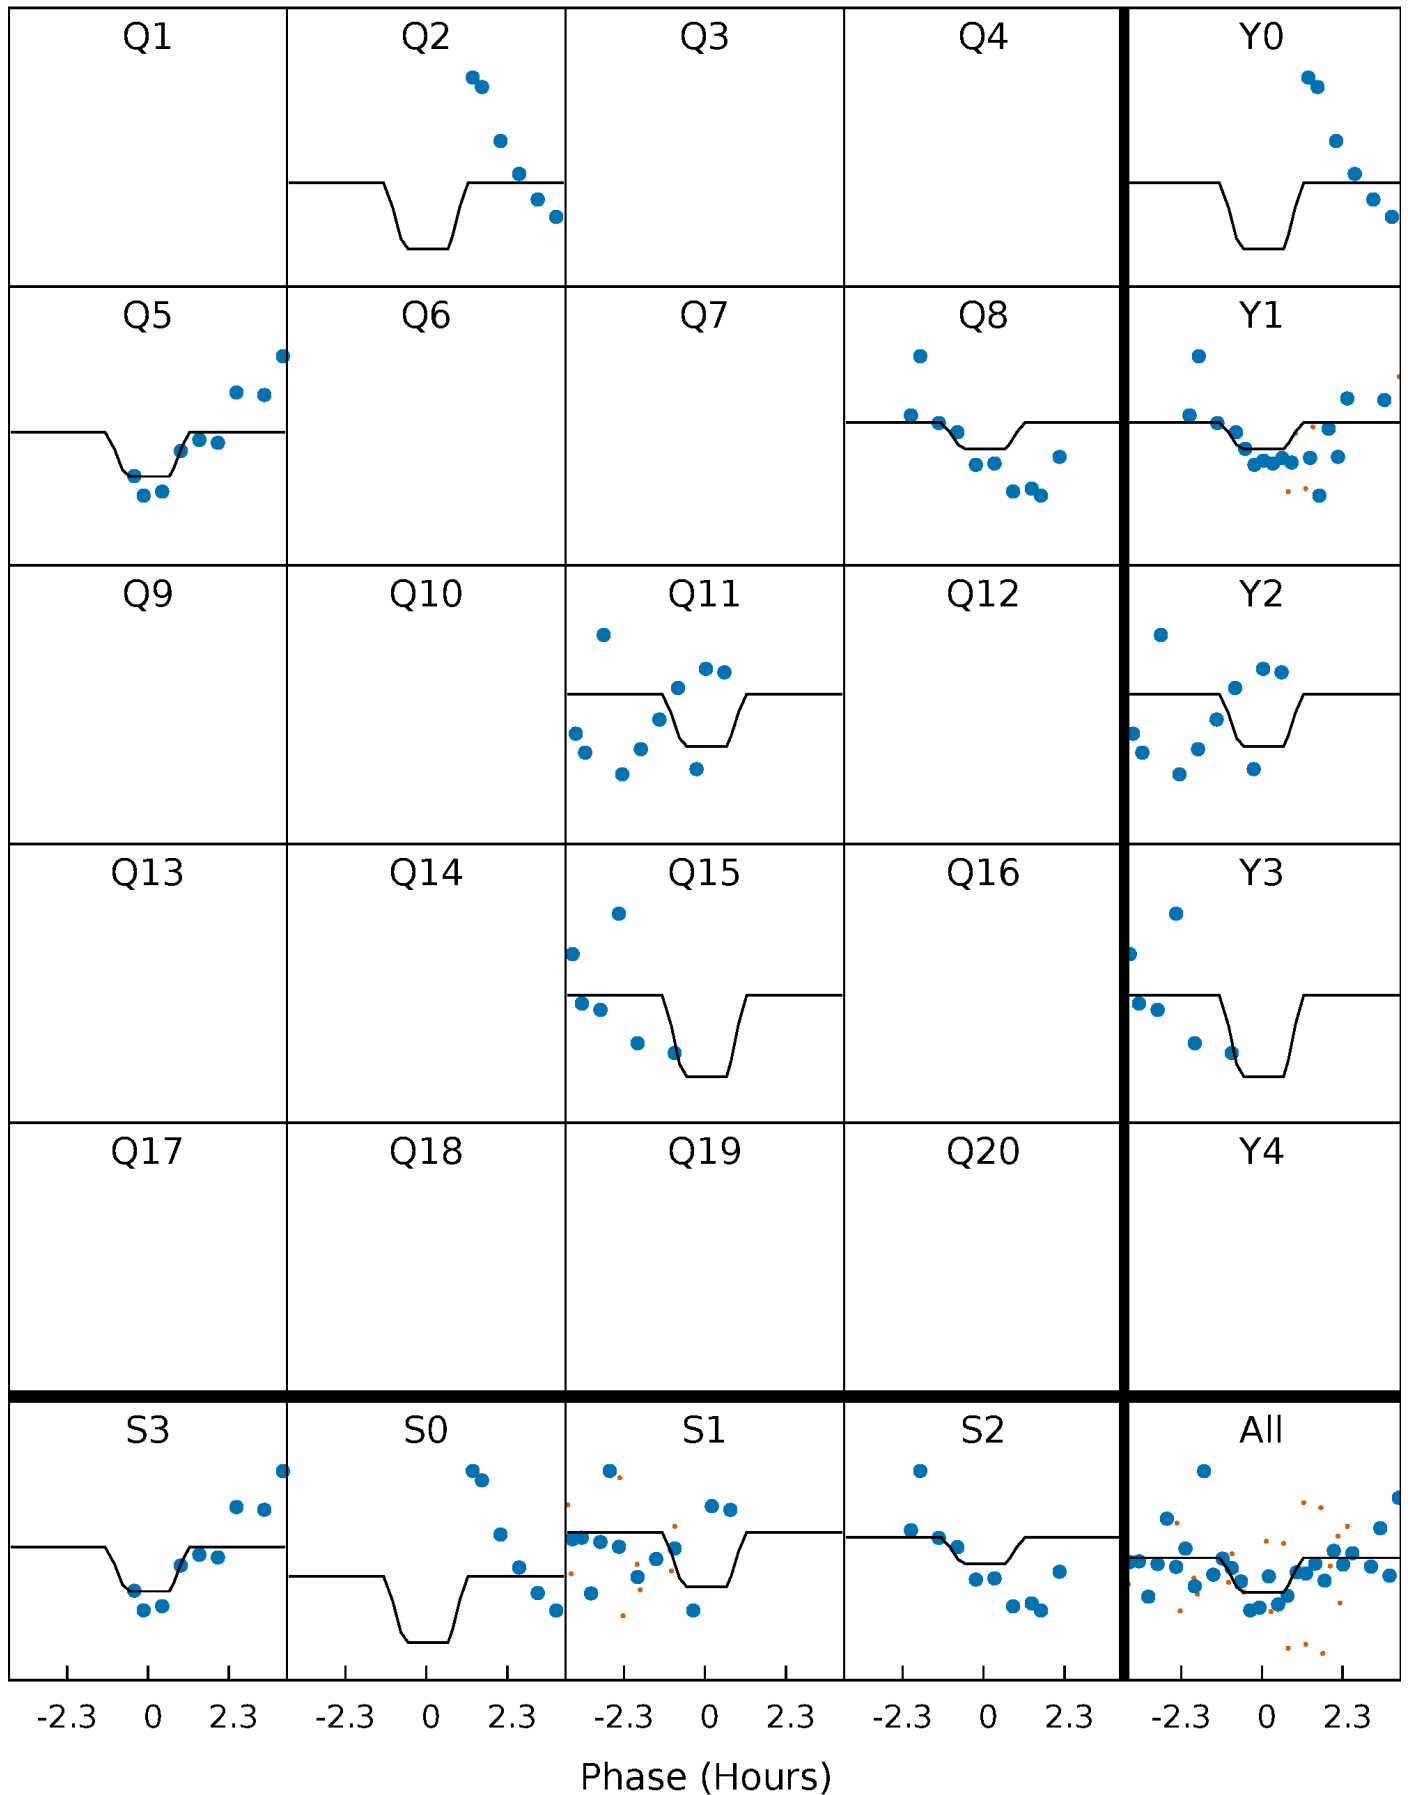 Q1 Q2 Q3 Q4 Y0
Q5 Q6 Q7 Q8 Y1
Q9 Q10 Q11 Q12 Y2
Q13 Q14 Q15 Q16 Y3
Q17 Q18 Q19 Q20 Y4
S3 S0 S1 S2 All
-2.3 0 2.3 -2.3 0 2.3 -2.3 0 2.3 -2.3 0 2.3 -2.3 0 2.3
Phase (Hours)